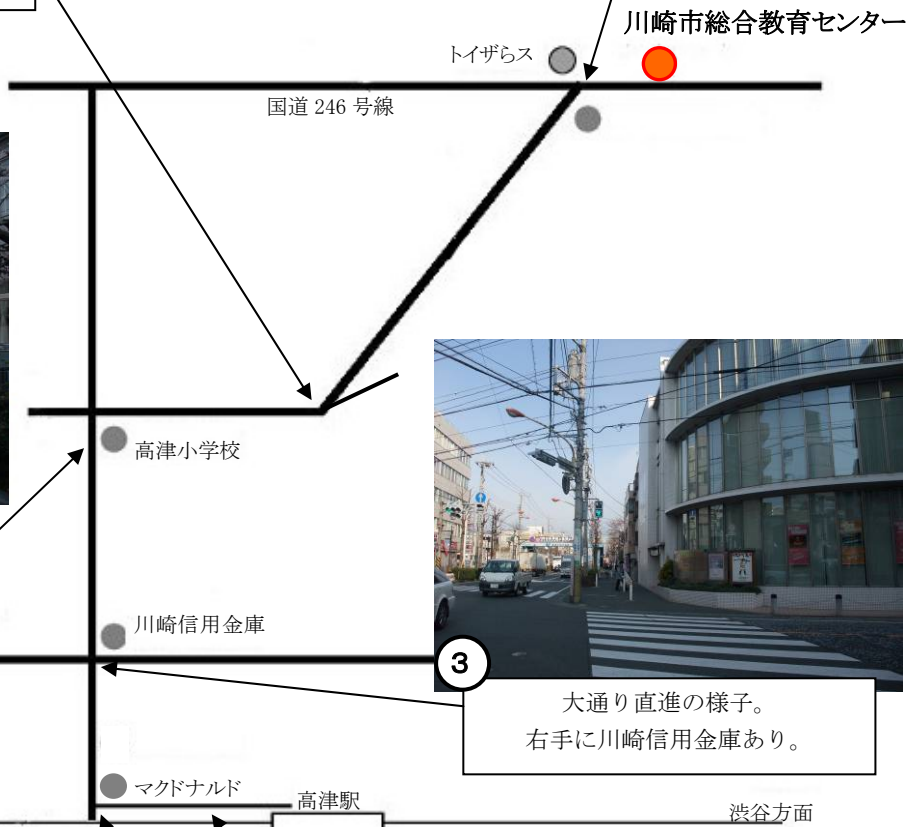 川崎市総合教育センター
トイザらス
国道 246 号線
高津小学校
川崎信用金庫
3
大通り直進の様子。
右手に川崎信用金庫あり。
マクドナルド
高津駅
渋谷方面